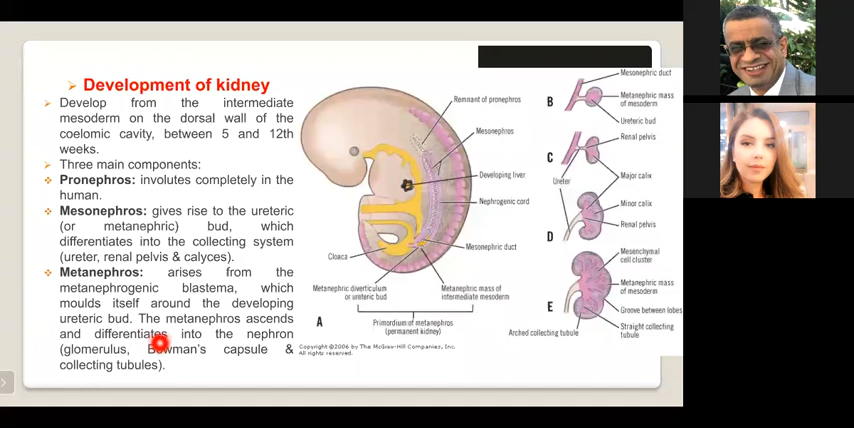 Development of kidney
Develop from the intermediate
mesoderm on the dorsal wall of the
coelomic cavity, between 5 and 12th
weeks.
Three main components:
Pronephros: involutes completely in the
human.
Mesonephros: gives rise to the ureteric
(or metanephric) bud, which
differentiates into the collecting system
(ureter, renal pelvis & calyces).
Metanephros: arises from the
metanephrogenic blastema, which
moulds itself around the developing
ureteric bud. The metanephros ascends
and differentiates into the nephron
(glomerulus, Bowman's capsule &
collecting tubules).
Remnant of pronephros
Mesonephros
Developing liver
Nephrogenic cord
Mesonephric duct
Cloaca
Metanephric diverticulum
or ureteric bud
Metanephric mass of
intermediate mesoderm
A
Primordium of metanephros
(permanent kidney)
Copyright ©2006 by The McGraw-Hill Companies, Inc.
All rights reserved.
B
Mesonephric duct
Metanephric mass
of mesoderm
Ureteric bud
C
Renal pelvis
Major calix
Ureter
D
Minor calix
Renal pelvis
E
Mesenchymal
cell cluster
Metanephric mass
of mesoderm
Groove between lobes
Straight collecting
tubule
Arched collecting tubule